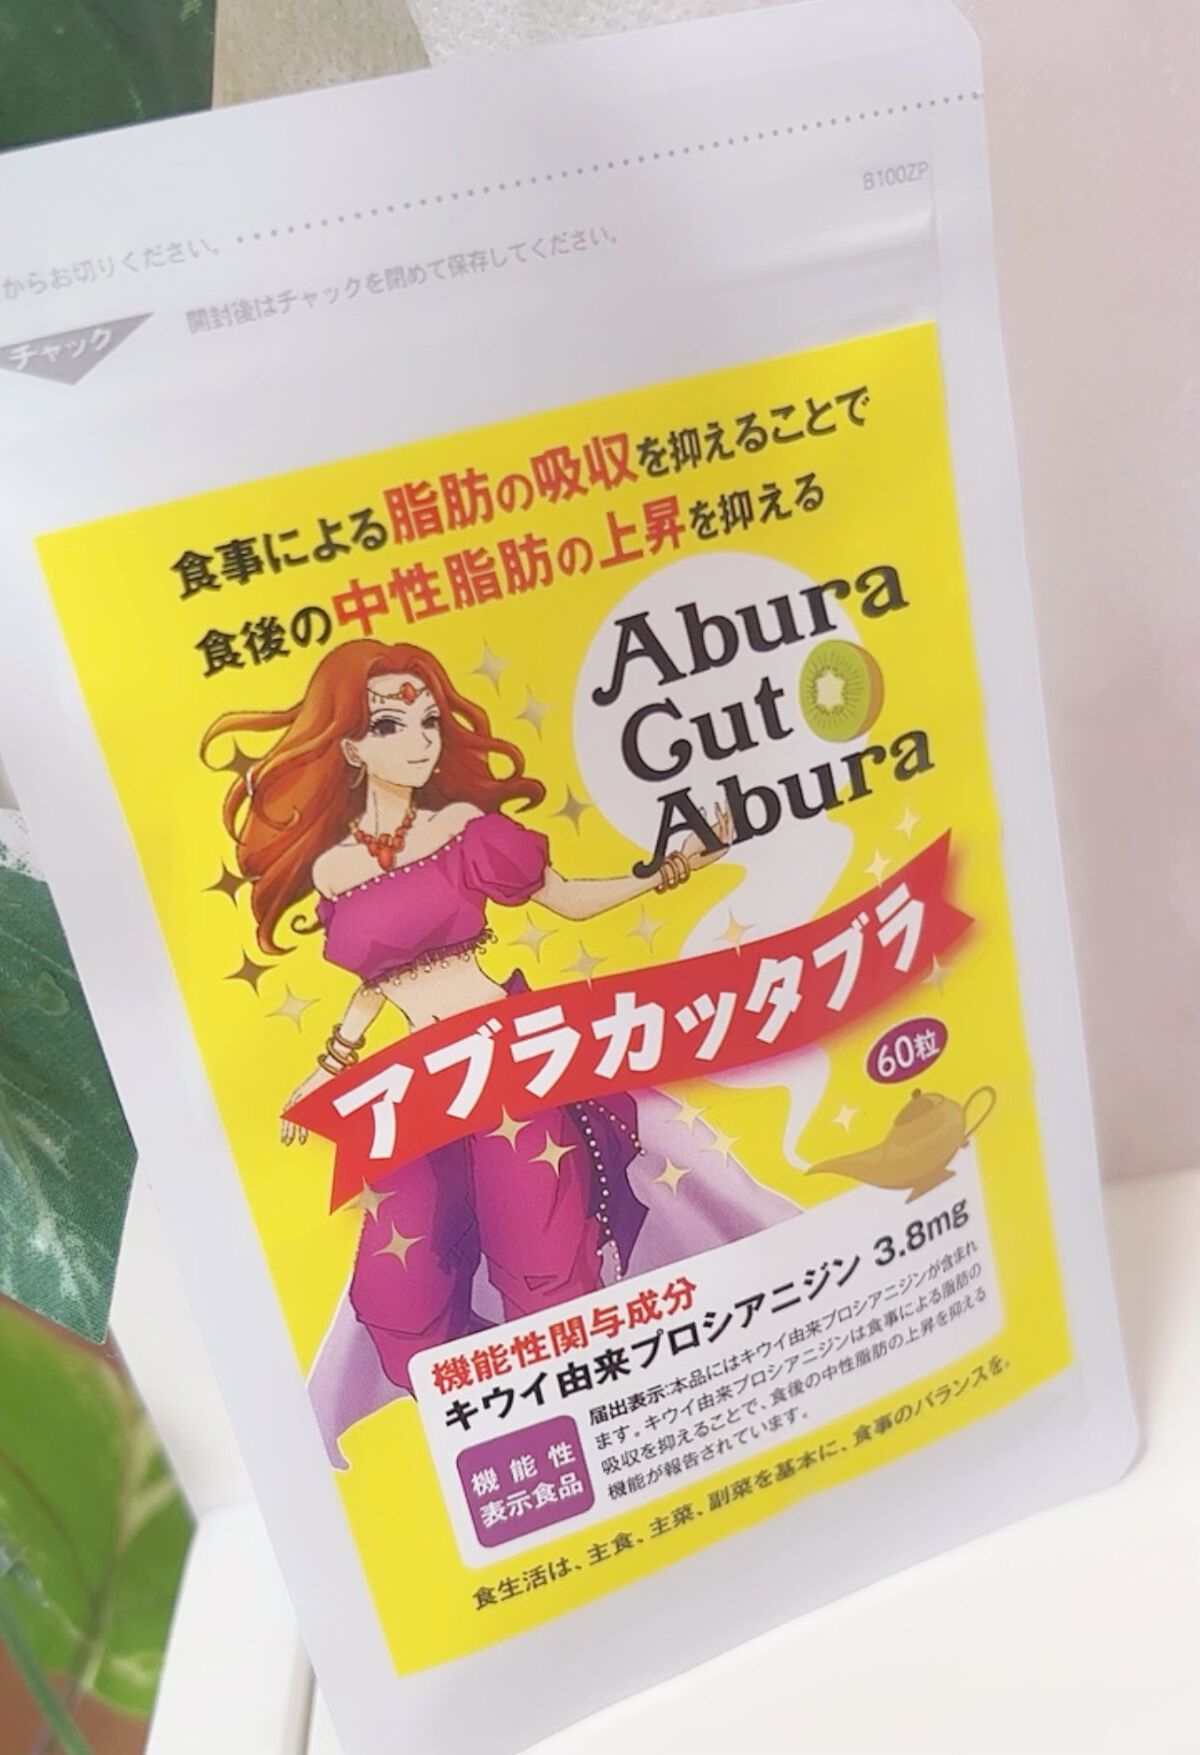 B100ZP
からお切りください。
開封後はチャックを閉めて保存してください。
チャック
食事による脂肪の吸収を抑えることで
食後の中性脂肪の上昇を抑える
Abura
Cut
Abura
アブラカッタブラ
60粒
機能性関与成分
キウイ由来プロシアニジン 3.8mg
機能性
表示食品
届出表示:本品にはキウイ由来プロシアニジンが含まれ
ます。キウイ由来プロシアニジンは食事による脂肪の
吸収を抑えることで、食後の中性脂肪の上昇を抑える
機能が報告されています。
食生活は、主食、主菜、副菜を基本に、食事のバランスを。